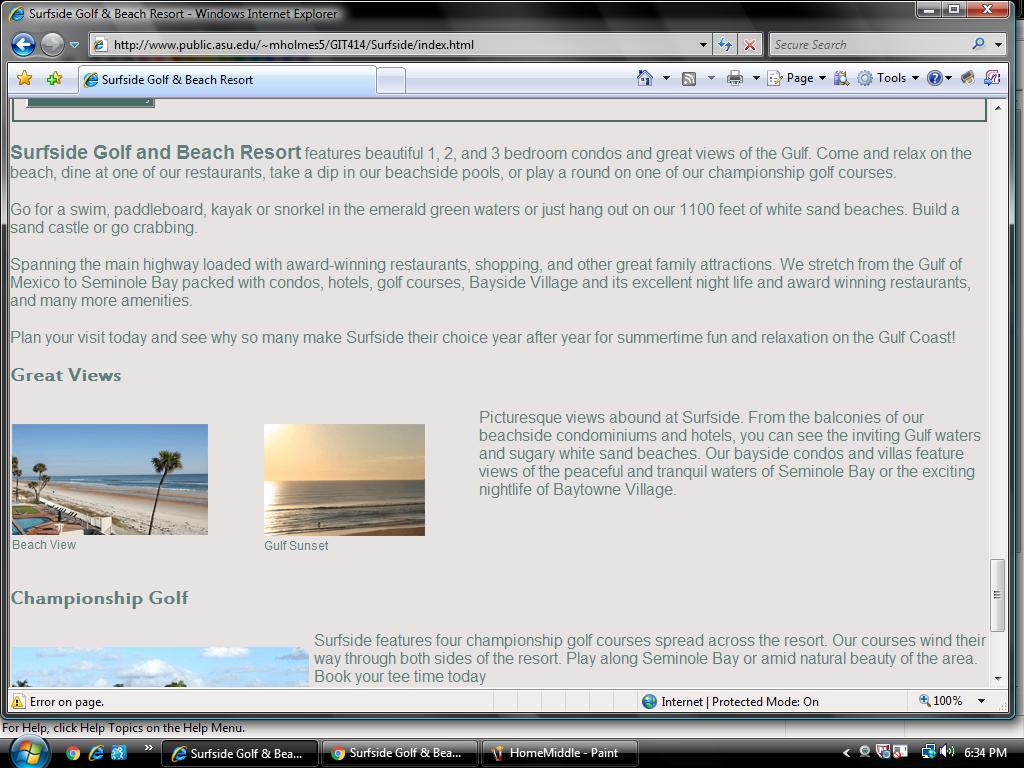 Surfside Golf & Beach Resort - Windows Internet Explorer
http://www.public.asu.edu/~mholmes5/GIT414/Surfside/index.html
Secure Search
Surfside Golf & Beach Resort
Page
Tools
Surfside Golf and Beach Resort features beautiful 1, 2, and 3 bedroom condos and great views of the Gulf. Come and relax on the
beach, dine at one of our restaurants, take a dip in our beachside pools, or play a round on one of our championship golf courses.
Go for a swim, paddleboard, kayak or snorkel in the emerald green waters or just hang out on our 1100 feet of white sand beaches. Build a
sand castle or go crabbing.
Spanning the main highway loaded with award-winning restaurants, shopping, and other great family attractions. We stretch from the Gulf of
Mexico to Seminole Bay packed with condos, hotels, golf courses, Bayside Village and its excellent night life and award winning restaurants,
and many more amenities.
Plan your visit today and see why so many make Surfside their choice year after year for summertime fun and relaxation on the Gulf Coast!
Great Views
Picturesque views abound at Surfside. From the balconies of our
beachside condominiums and hotels, you can see the inviting Gulf waters
and sugary white sand beaches. Our bayside condos and villas feature
views of the peaceful and tranquil waters of Seminole Bay or the exciting
nightlife of Baytowne Village.
Beach View
Gulf Sunset
Championship Golf
Surfside features four championship golf courses spread across the resort. Our courses wind their
way through both sides of the resort. Play along Seminole Bay or amid natural beauty of the area.
Book your tee time today
Error on page.
Internet | Protected Mode: On
100%
For Help, click Help Topics on the Help Menu.
Surfside Golf & Bea...
Surfside Golf & Bea...
HomeMiddle - Paint
6:34 PM